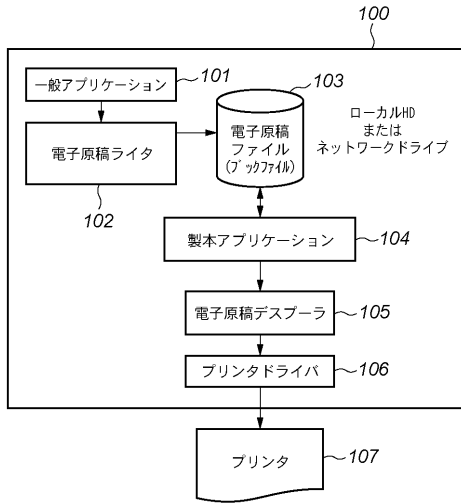 100
一般アプリケーション
101
103
電子原稿
ファイル
(ﾌﾞｯｸﾌｧｲﾙ)
ローカルHD
または
ネットワークドライブ
電子原稿ライタ
102
製本アプリケーション
104
電子原稿デスプーラ
105
プリンタドライバ
106
プリンタ
107